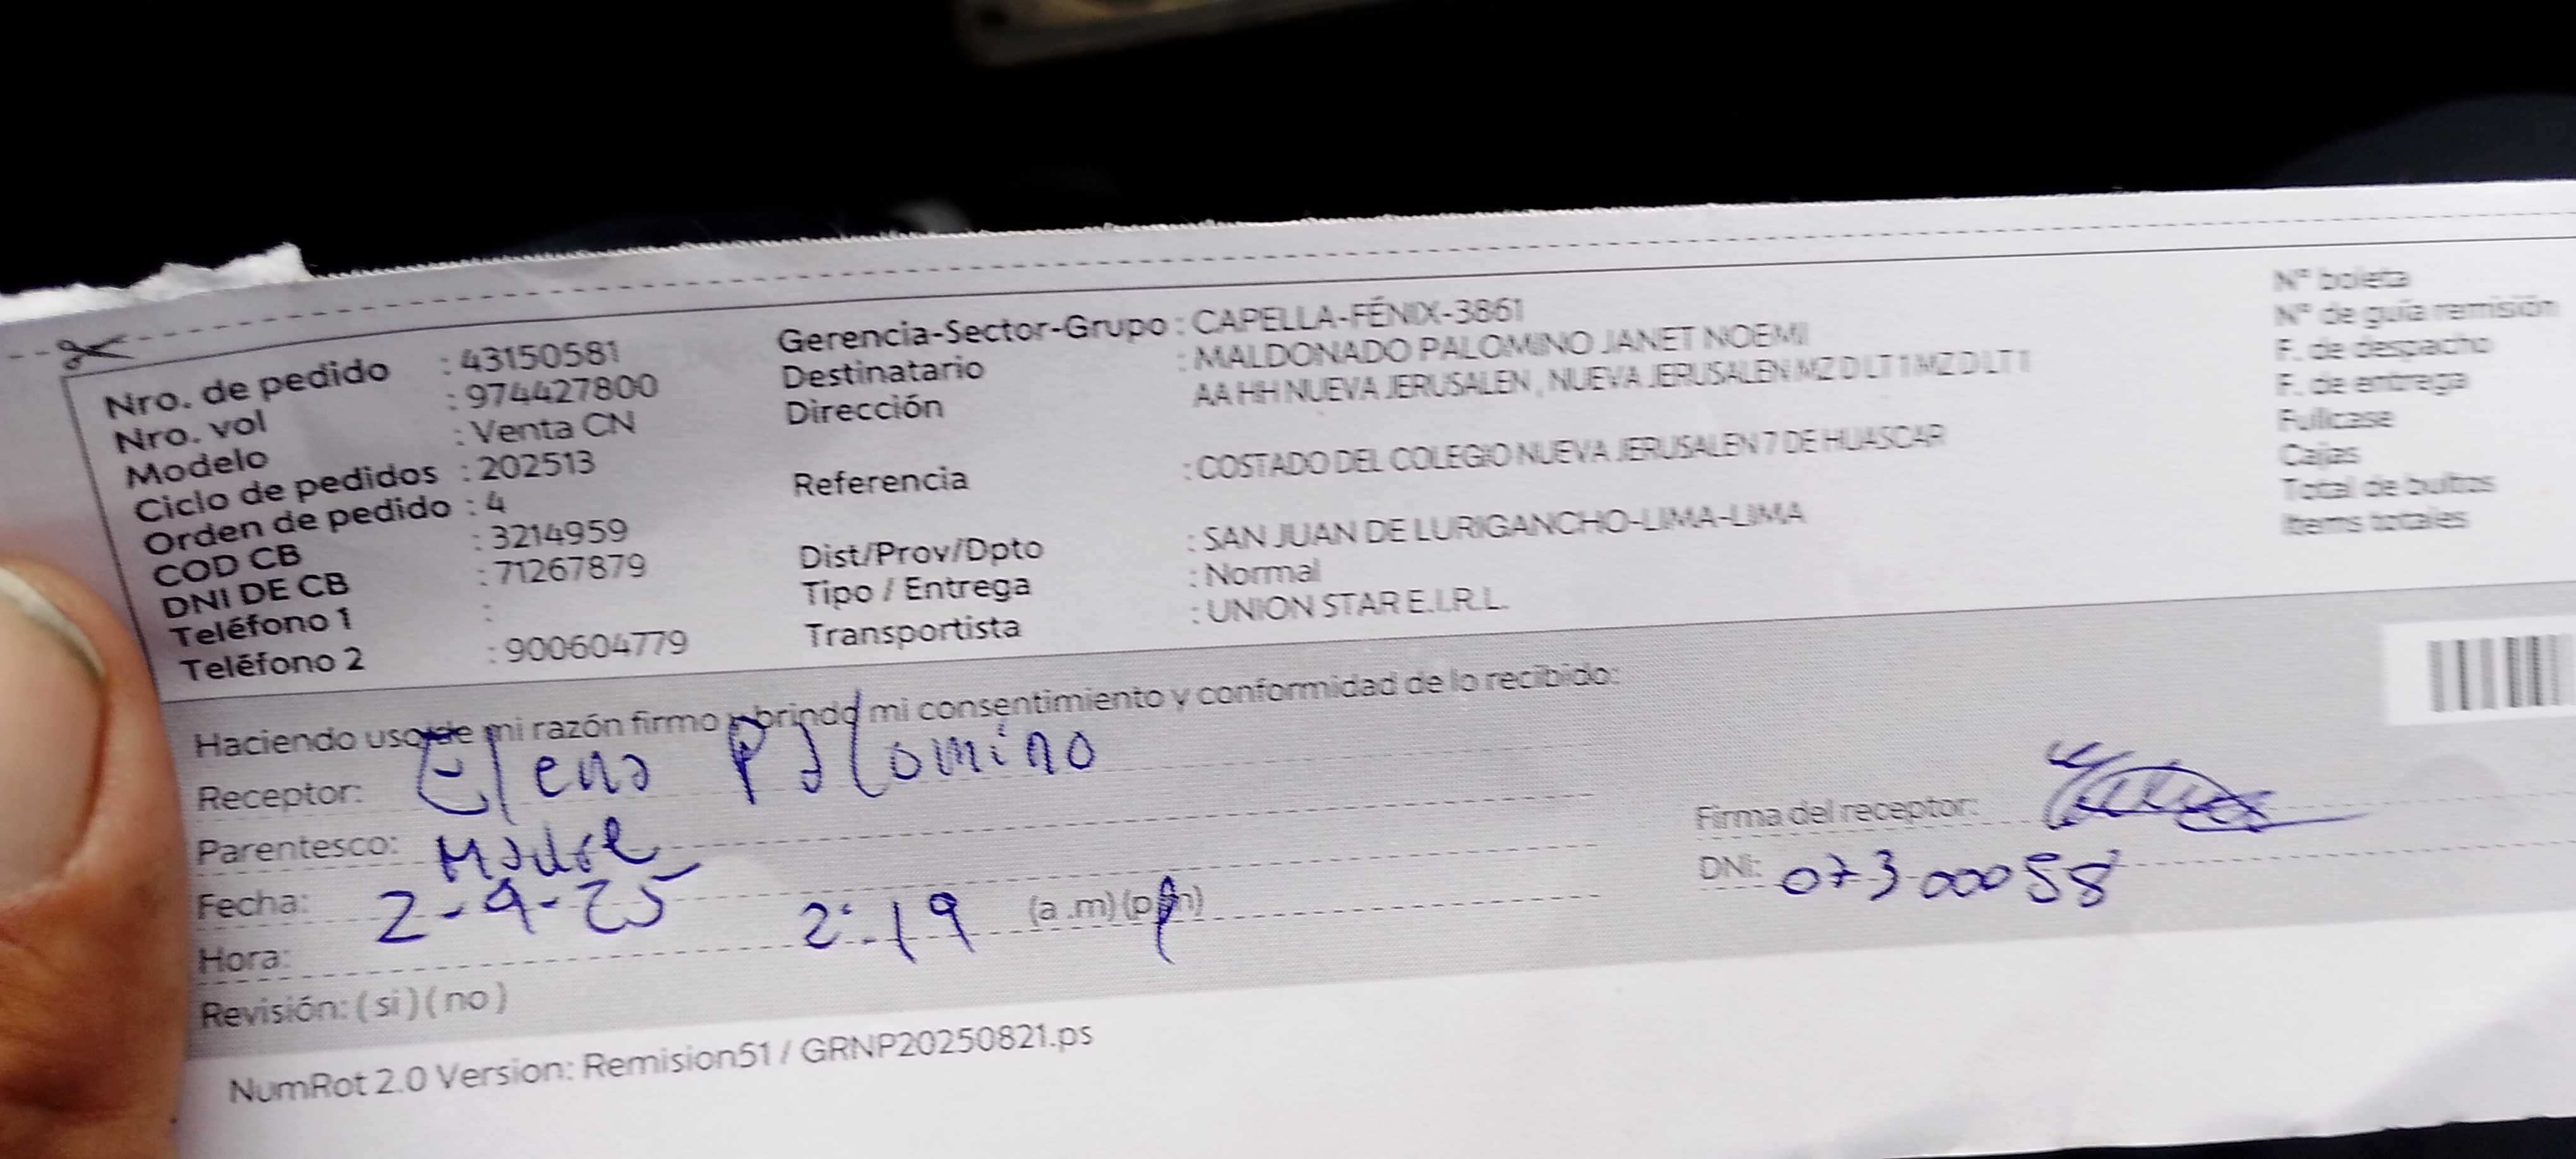 Nro. de pedido : 43150581
Nro. vol : 974427800
Modelo : Venta CN
Ciclo de pedidos : 202513
Orden de pedido : 4
COD CB : 3214959
DNI DE CB : 71267879
Teléfono 1 :
Teléfono 2 : 900604779
Gerencia-Sector-Grupo : CAPELLA-FÉNIX-3861
Destinatario : MALDONADO PALOMINO JANET NOEMI
Dirección AA HH NUEVA JERUSALEN , NUEVA JERUSALEN MZ D LT 1 MZ D LT 1
Referencia : COSTADO DEL COLEGIO NUEVA JERUSALEN 7 DE HUASCAR
Dist/Prov/Dpto : SAN JUAN DE LURIGANCHO-LIMA-LIMA
Tipo / Entrega : Normal
Transportista : UNION STAR E.I.R.L.
N° boleta
N° de guía remisión
F. de despacho
F. de entrega
Fullcase
Cajas
Total de bultos
Items totales
Haciendo uso de mi razón firmo y brindo mi consentimiento y conformidad de lo recibido:
Receptor: Elena Palomino
Parentesco: Madre
Fecha: 2-9-25
Hora: 2:19 (a .m) (p.m)
Revisión: ( si ) ( no )
Firma del receptor:
DNI: 07300058
NumRot 2.0 Version: Remision51 / GRNP20250821.ps